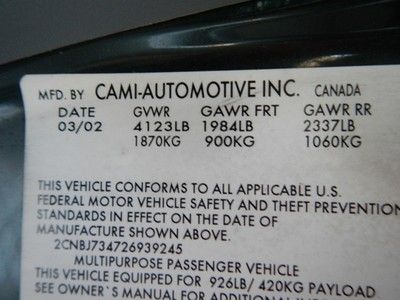 MFD. BY CAMI-AUTOMOTIVE INC. CANADA
DATE GVWR GAWR FRT GAWR RR
03/02 4123LB 1984LB 2337LB
1870KG 900KG 1060KG
THIS VEHICLE CONFORMS TO ALL APPLICABLE U.S.
FEDERAL MOTOR VEHICLE SAFETY AND THEFT PREVENTION
STANDARDS IN EFFECT ON THE DATE OF
MANUFACTURE SHOWN ABOVE.
2CNBJ734726939245
MULTIPURPOSE PASSENGER VEHICLE
THIS VEHICLE EQUIPPED FOR 926LB/ 420KG PAYLOAD
SEE OWNER`S MANUAL FOR ADDITIONAL